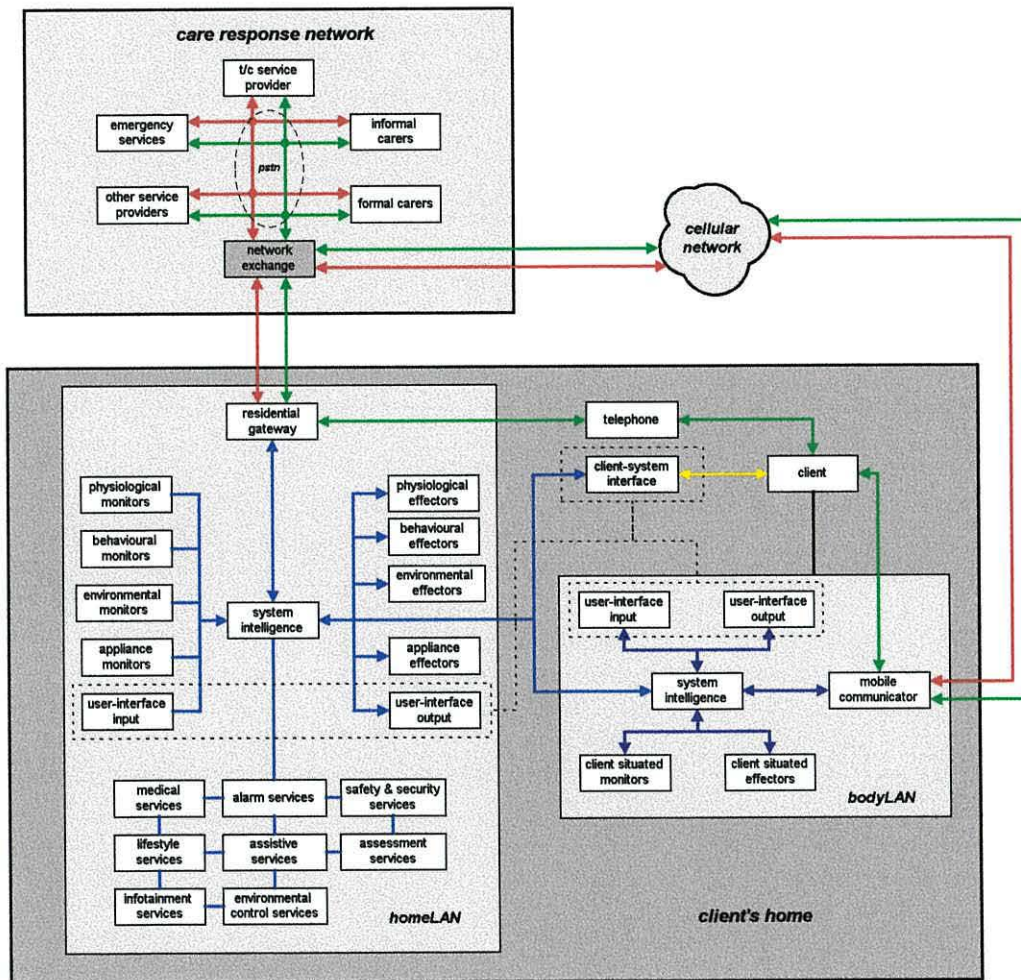 care response network
t/c service
provider
emergency
services
informal
carers
pstn
other service
providers
formal carers
network
exchange
cellular
network
residential
gateway
telephone
client-system
interface
client
physiological
monitors
physiological
effectors
behavioural
monitors
behavioural
effectors
environmental
monitors
environmental
effectors
system
intelligence
user-interface
input
user-interface
output
appliance
monitors
appliance
effectors
system
intelligence
mobile
communicator
user-interface
input
user-interface
output
client situated
monitors
client situated
effectors
bodyLAN
medical
services
alarm services
safety & security
services
lifestyle
services
assistive
services
assessment
services
infotainment
services
environmental
control services
homeLAN
client's home